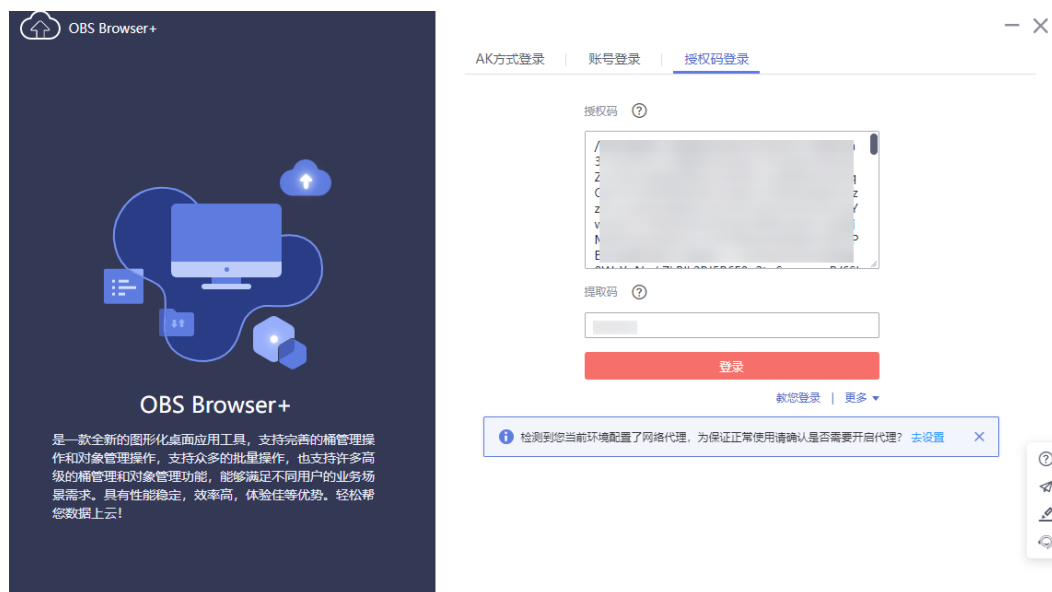 OBS Browser+
AK方式登录
账号登录
授权码登录
授权码
提取码
登录
教您登录 | 更多
检测到您当前环境配置了网络代理，为保证正常使用请确认是否需要开启代理？ 去设置
OBS Browser+
是一款全新的图形化桌面应用工具，支持完善的桶管理操
作和对象管理操作，支持众多的批量操作，也支持许多高
级的桶管理和对象管理功能，能够满足不同用户的业务场
景需求。具有性能稳定，效率高，体验佳等优势。轻松帮
您数据上云！